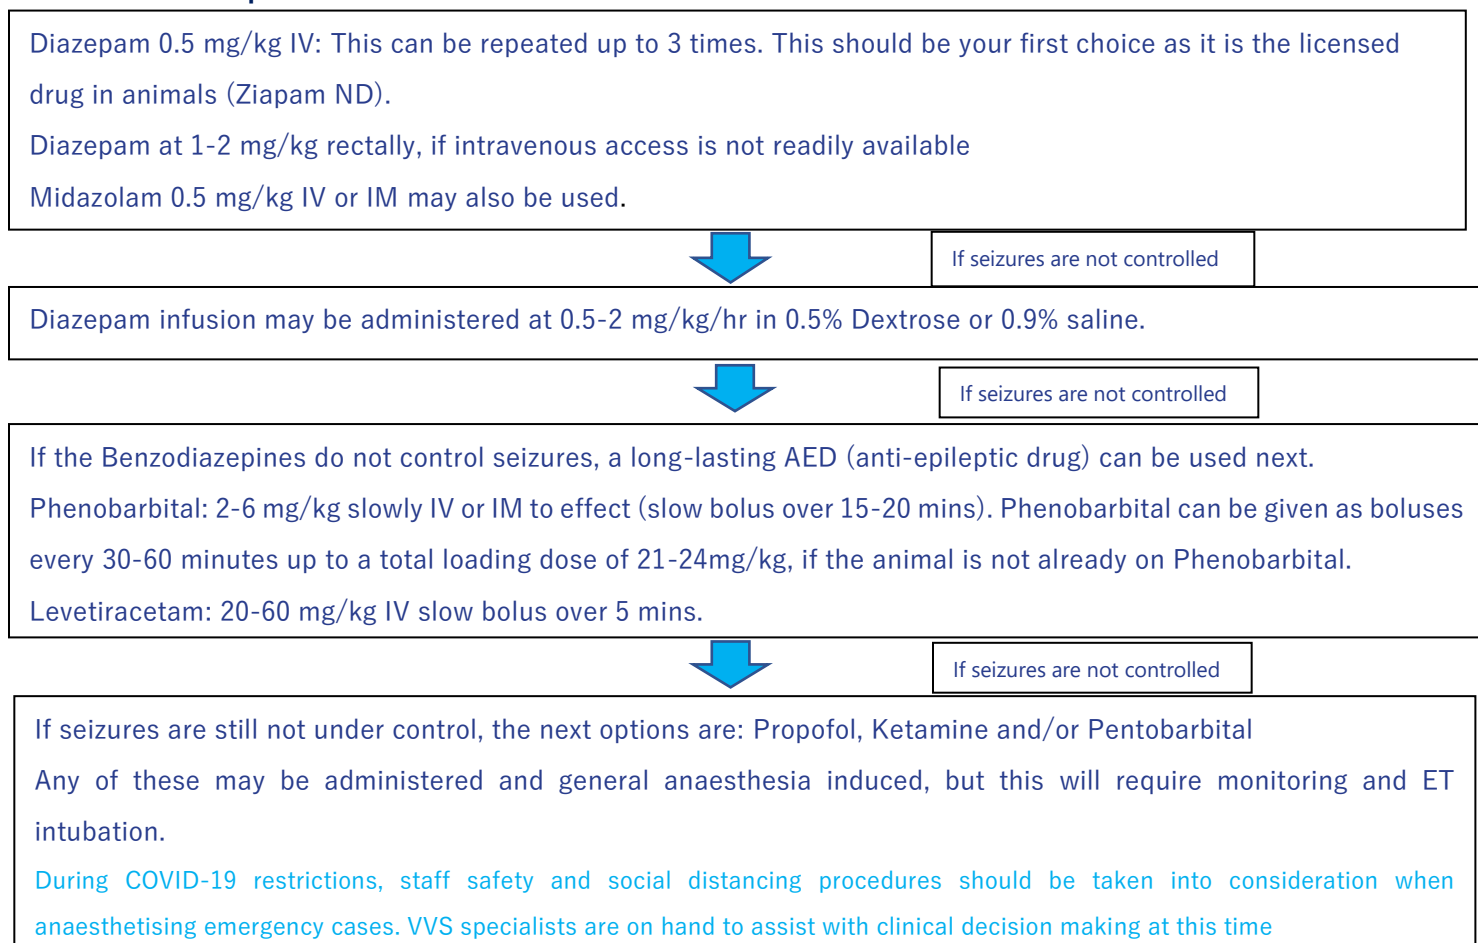 Diazepam 0.5 mg/kg IV: This can be repeated up to 3 times. This should be your first choice as it is the licensed
drug in animals (Ziapam ND).
Diazepam at 1-2 mg/kg rectally, if intravenous access is not readily available
Midazolam 0.5 mg/kg IV or IM may also be used.
If seizures are not controlled
Diazepam infusion may be administered at 0.5-2 mg/kg/hr in 0.5% Dextrose or 0.9% saline.
If seizures are not controlled
If the Benzodiazepines do not control seizures, a long-lasting AED (anti-epileptic drug) can be used next.
Phenobarbital: 2-6 mg/kg slowly IV or IM to effect (slow bolus over 15-20 mins). Phenobarbital can be given as boluses
every 30-60 minutes up to a total loading dose of 21-24mg/kg, if the animal is not already on Phenobarbital.
Levetiracetam: 20-60 mg/kg IV slow bolus over 5 mins.
If seizures are not controlled
If seizures are still not under control, the next options are: Propofol, Ketamine and/or Pentobarbital
Any of these may be administered and general anaesthesia induced, but this will require monitoring and ET
intubation.
During COVID-19 restrictions, staff safety and social distancing procedures should be taken into consideration when
anaesthetising emergency cases. VVS specialists are on hand to assist with clinical decision making at this time